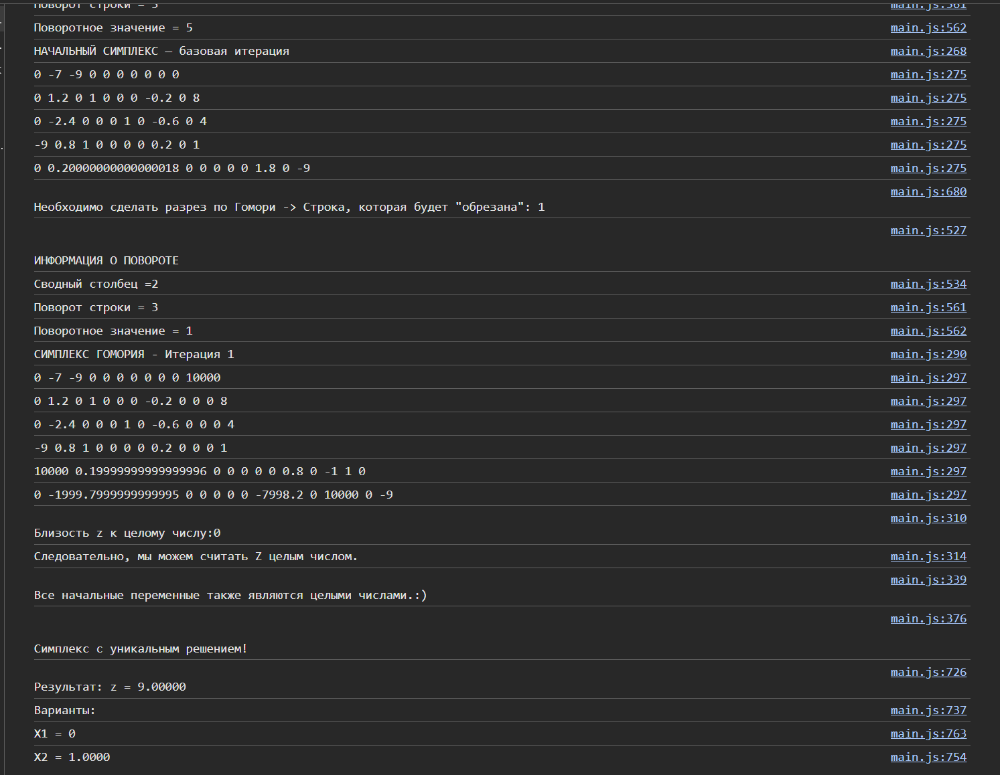 Поворот строки = 3 main.js:561
Поворотное значение = 5 main.js:562
НАЧАЛЬНЫЙ СИМПЛЕКС — базовая итерация main.js:268
0 -7 -9 0 0 0 0 0 0 0 main.js:275
0 1.2 0 1 0 0 0 -0.2 0 8 main.js:275
0 -2.4 0 0 0 1 0 -0.6 0 4 main.js:275
-9 0.8 1 0 0 0 0 0.2 0 1 main.js:275
0 0.20000000000000018 0 0 0 0 0 1.8 0 -9 main.js:275
main.js:680
Необходимо сделать разрез по Гомори -> Строка, которая будет "обрезана": 1
main.js:527
ИНФОРМАЦИЯ О ПОВОРОТЕ
Сводный столбец =2 main.js:534
Поворот строки = 3 main.js:561
Поворотное значение = 1 main.js:562
СИМПЛЕКС ГОМОРИЯ - Итерация 1 main.js:290
0 -7 -9 0 0 0 0 0 0 0 10000 main.js:297
0 1.2 0 1 0 0 0 -0.2 0 0 0 8 main.js:297
0 -2.4 0 0 0 1 0 -0.6 0 0 0 4 main.js:297
-9 0.8 1 0 0 0 0 0.2 0 0 0 1 main.js:297
10000 0.19999999999999996 0 0 0 0 0 0.8 0 -1 1 0 main.js:297
0 -1999.7999999999995 0 0 0 0 0 -7998.2 0 10000 0 -9 main.js:297
main.js:310
Близость z к целому числу:0
Следовательно, мы можем считать Z целым числом. main.js:314
main.js:339
Все начальные переменные также являются целыми числами.:)
main.js:376
Симплекс с уникальным решением!
main.js:726
Результат: z = 9.00000
Варианты: main.js:737
X1 = 0 main.js:763
X2 = 1.0000 main.js:754